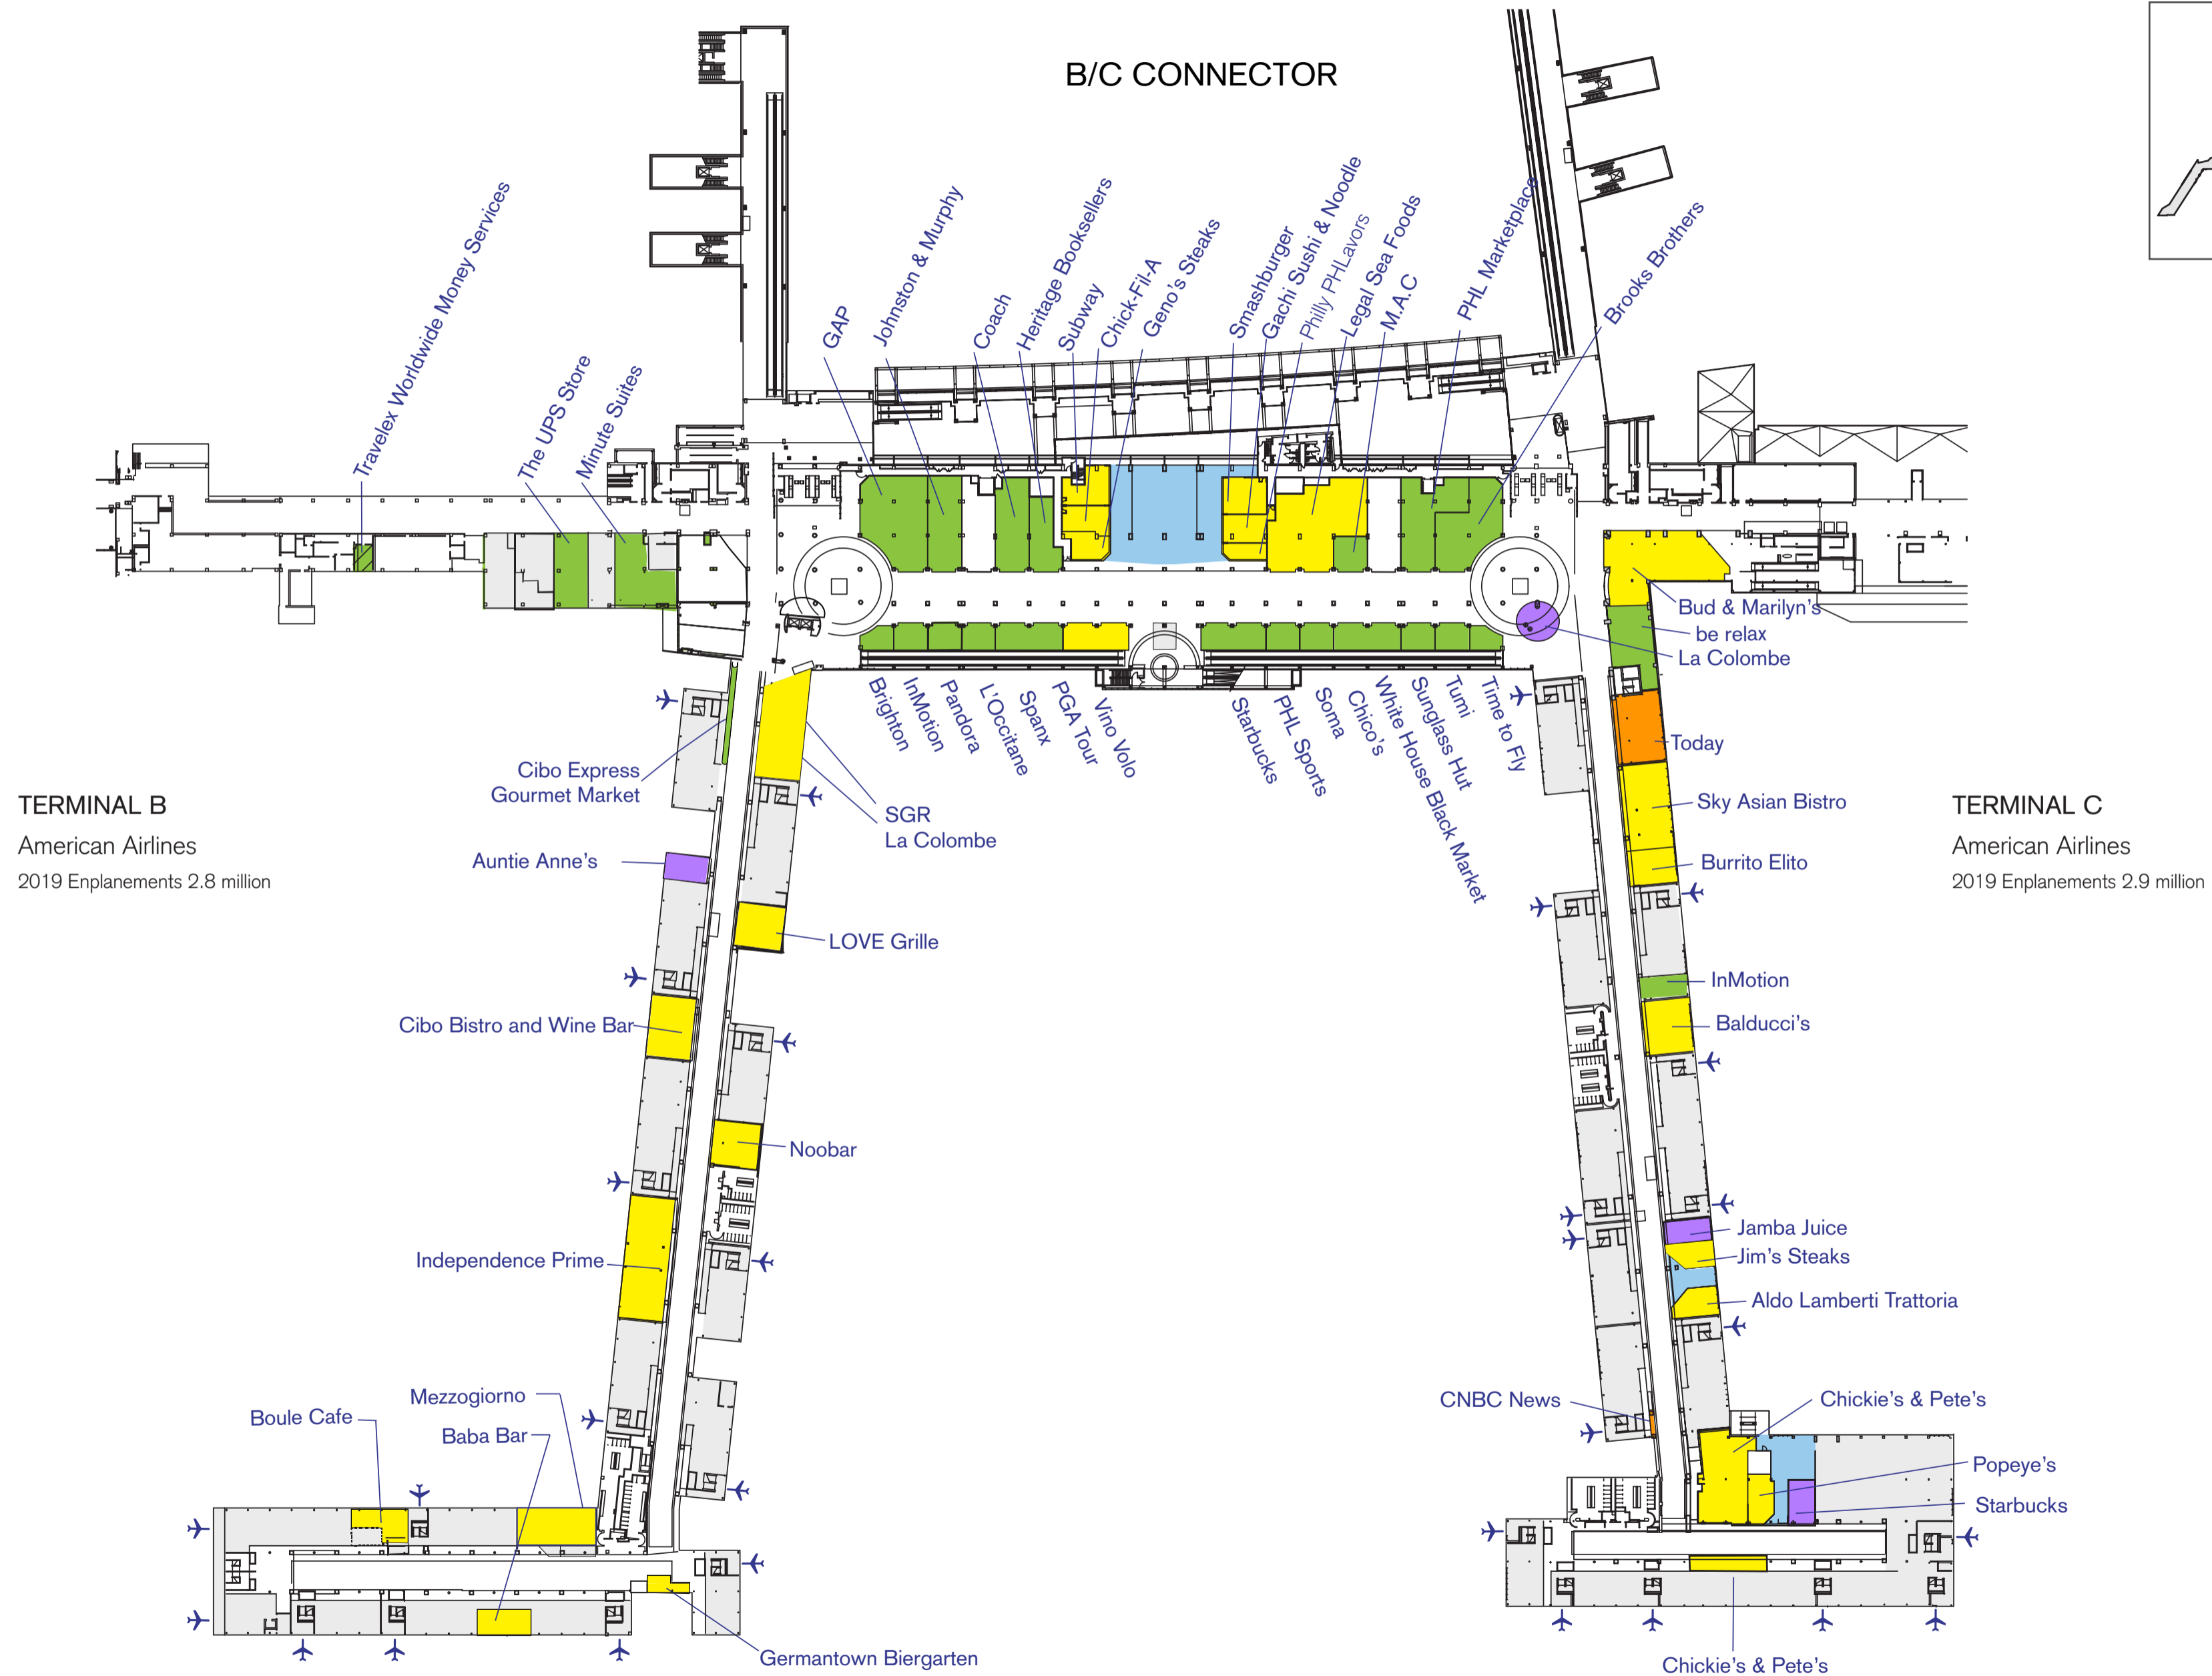 B/C CONNECTOR
Travelex Worldwide Money Services
The UPS Store
Minute Suites
GAP
Johnston & Murphy
Coach
Heritage Booksellers
Subway
Chick-Fil-A
Geno's Steaks
Smashburger
Gachi Sushi & Noodle
Philly PHLavors
Legal Sea Foods
M.A.C
PHL Marketplace
Brooks Brothers
Bud & Marilyn's
be relax
La Colombe
Brighton
InMotion
Pandora
L'Occitane
Spanx
PGA Tour
Vino Volo
Starbucks
PHL Sports
Soma
Chico's
White House Black Market
Sunglass Hut
Tumi
Time to Fly
TERMINAL B
American Airlines
2019 Enplanements 2.8 million
Cibo Express
Gourmet Market
SGR
La Colombe
Auntie Anne's
LOVE Grille
Cibo Bistro and Wine Bar
Noobar
Independence Prime
Mezzogiorno
Boule Cafe
Baba Bar
Germantown Biergarten
TERMINAL C
American Airlines
2019 Enplanements 2.9 million
Today
Sky Asian Bistro
Burrito Elito
InMotion
Balducci's
Jamba Juice
Jim's Steaks
Aldo Lamberti Trattoria
CNBC News
Chickie's & Pete's
Popeye's
Starbucks
Chickie's & Pete's